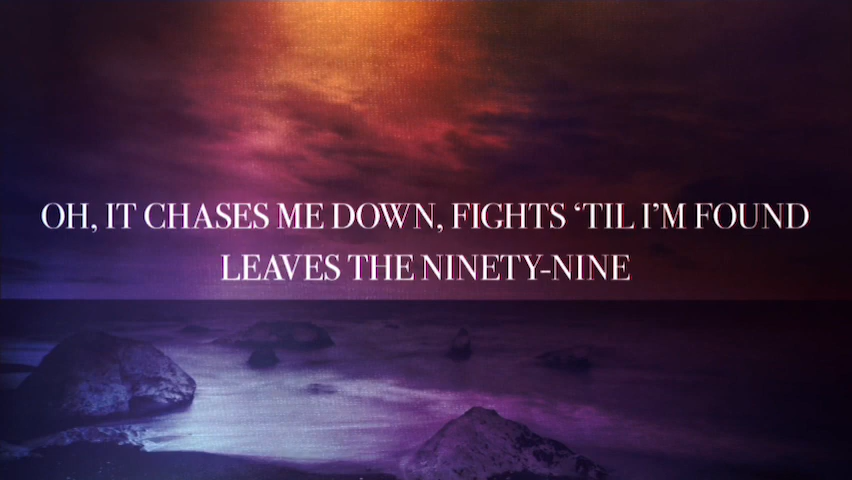 OH, IT CHASES ME DOWN, FIGHTS ‘TIL I’M FOUND
LEAVES THE NINETY-NINE